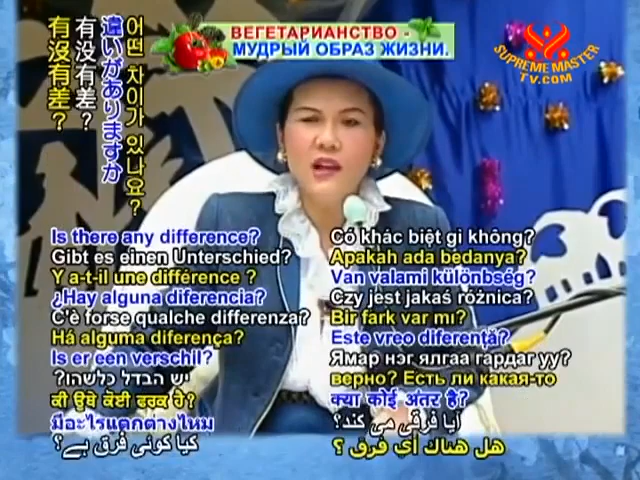 ВЕГЕТАРИАНСТВО -
МУДРЫЙ ОБРАЗ ЖИЗНИ.
SUPREME MASTER
TV.COM
어떤 차이가 있나요?
違いがありますか
有没有差?
有沒有差?
Is there any difference?
Gibt es einen Unterschied?
Y a-t-il une différence ?
¿Hay alguna diferencia?
C'è forse qualche differenza?
Há alguma diferença?
Is er een verschil?
יש הבדל כלשהו?
ਕੀ ਉਥੇ ਕੋਈ ਫਰਕ ਹੈ?
มีอะไรแตกต่างไหม
کیا کوئی فرق ہے؟
Có khác biệt gì không?
Apakah ada bedanya?
Van valami különbség?
Czy jest jakaś różnica?
Bir fark var mı?
Este vreo diferenţă?
Ямар нэг ялгаа гардаг уу?
верно? Есть ли какая-то
क्या कोई अंतर है?
آیا فرقی می کند؟
هل هناك أي فرق ؟